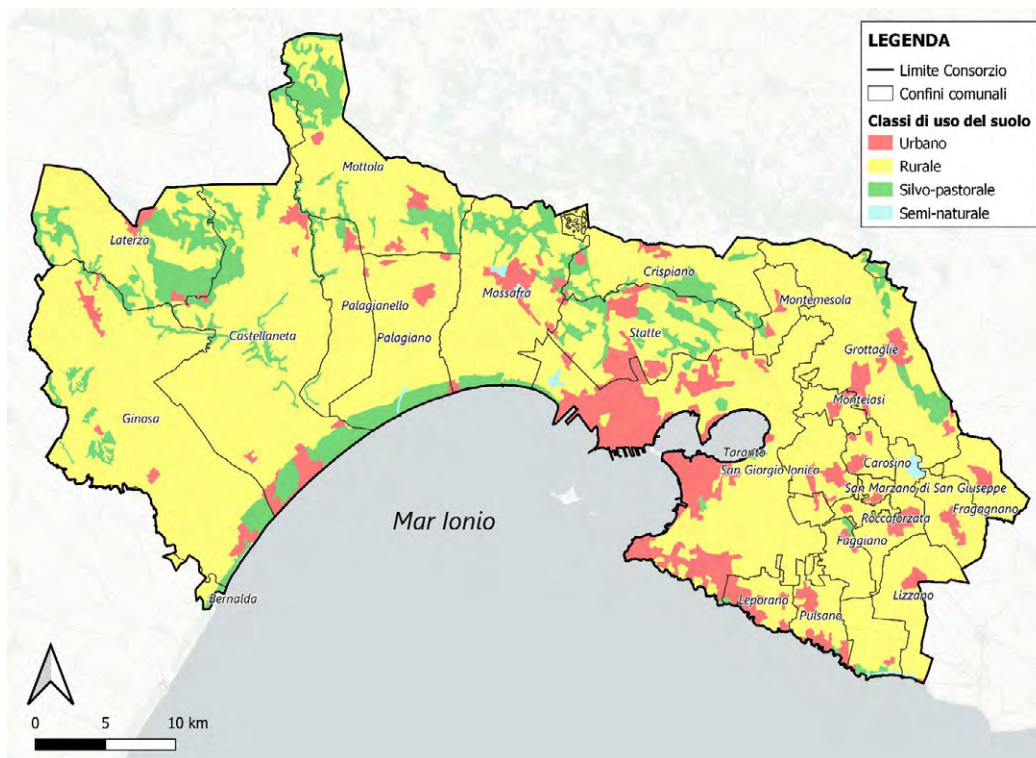 LEGENDA
Limite Consorzio
Confini comunali
Classi di uso del suolo
Urbano
Rurale
Silvo-pastorale
Semi-naturale
Mottola
Laterza
Crispiano
Massafra
Montemesola
Palagianello
Castellaneta
Palagiano
Statte
Grottaglie
Ginosa
Monteiasi
Taranto
San Giorgio Ionico
Carosino
San Marzano di San Giuseppe
Fragagnano
Roccaforzata
Mar Ionio
Faggiano
Bernalda
Leporano
Pulsano
Lizzano
0 5 10 km